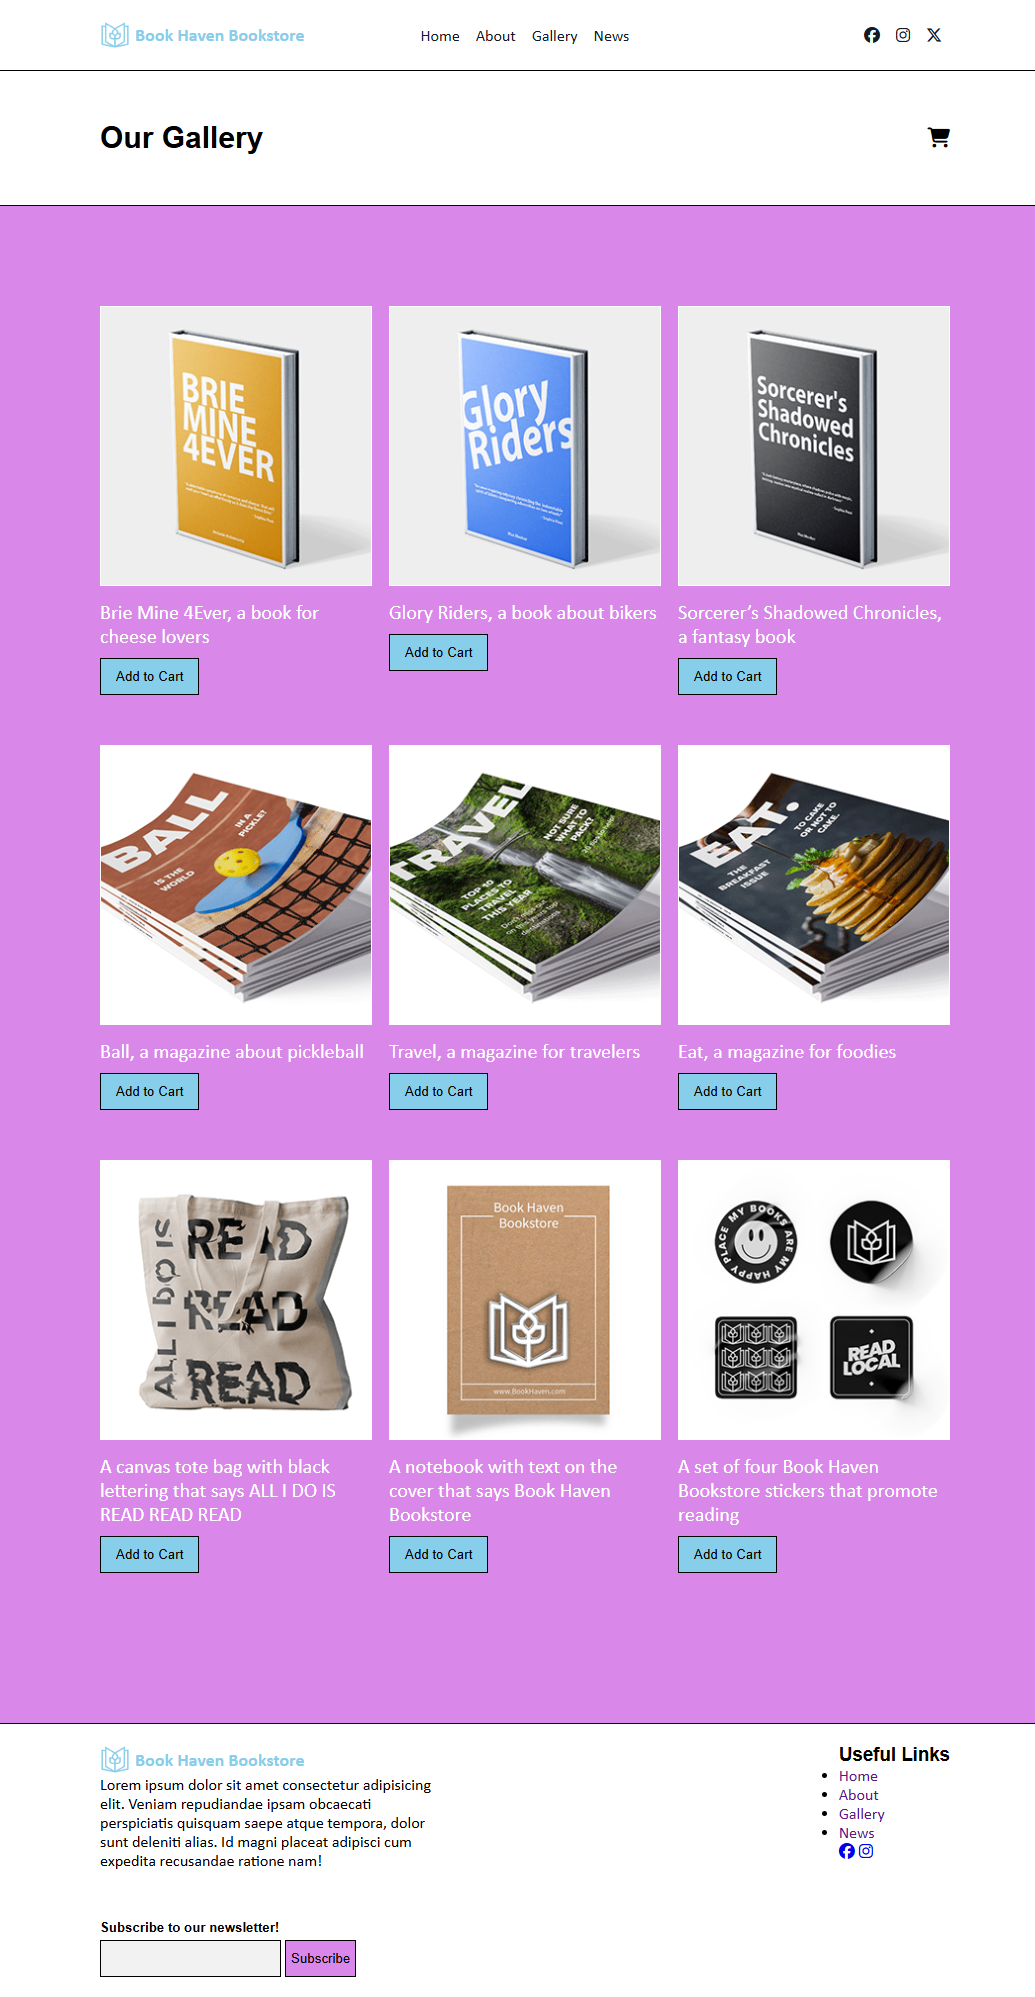 Book Haven Bookstore
Home About Gallery News
Our Gallery
BRIE
MINE
4EVER
Glory
Riders
Sorcerer's
Shadowed
Chronicles
Brie Mine 4Ever, a book for
cheese lovers
Add to Cart
Glory Riders, a book about bikers
Add to Cart
Sorcerer’s Shadowed Chronicles,
a fantasy book
Add to Cart
BALL
IN A
PICKLE?
IS THE
WORLD
TRAVEL
NOT SURE
WHAT TO
PACK?
TOP 10
PLACES TO
TRAVEL
THIS YEAR
EAT.
TO CAKE
OR NOT TO
CAKE.
THE
BREAKFAST
ISSUE
Ball, a magazine about pickleball
Add to Cart
Travel, a magazine for travelers
Add to Cart
Eat, a magazine for foodies
Add to Cart
ALL I DO IS
READ
READ
READ
Book Haven
Bookstore
www.BookHaven.com
MY BOOKS ARE MY HAPPY PLACE
READ
LOCAL
A canvas tote bag with black
lettering that says ALL I DO IS
READ READ READ
Add to Cart
A notebook with text on the
cover that says Book Haven
Bookstore
Add to Cart
A set of four Book Haven
Bookstore stickers that promote
reading
Add to Cart
Book Haven Bookstore
Lorem ipsum dolor sit amet consectetur adipisicing
elit. Veniam repudiandae ipsam obcaecati
perspiciatis quisquam saepe atque tempora, dolor
sunt deleniti alias. Id magni placeat adipisci cum
expedita recusandae ratione nam!
Useful Links
Home
About
Gallery
News
Subscribe to our newsletter!
Subscribe